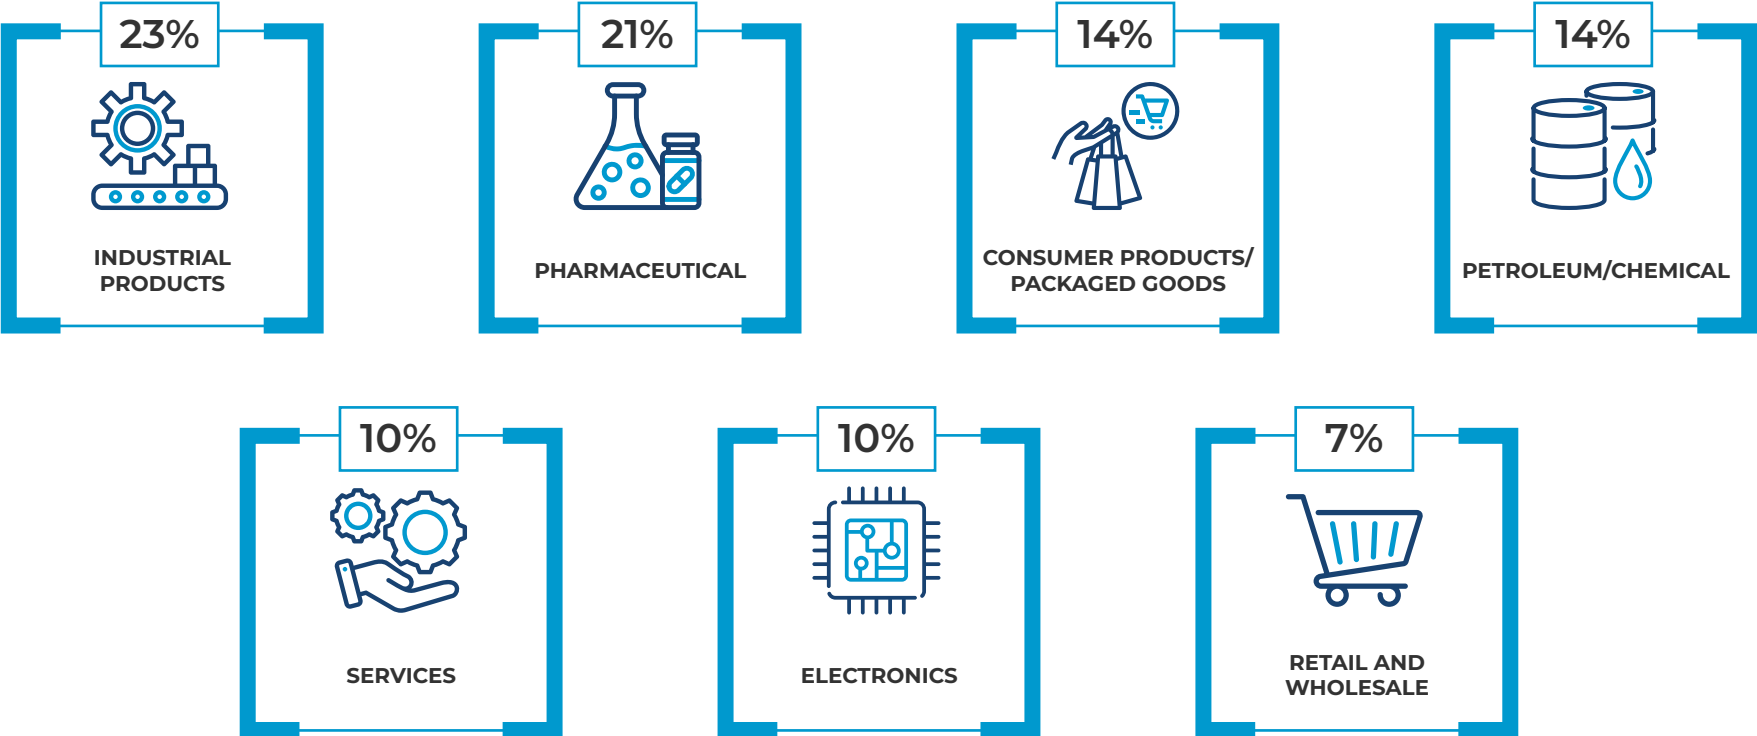 23%
INDUSTRIAL
PRODUCTS
21%
PHARMACEUTICAL
14%
CONSUMER PRODUCTS/
PACKAGED GOODS
14%
PETROLEUM/CHEMICAL
10%
SERVICES
10%
ELECTRONICS
7%
RETAIL AND
WHOLESALE